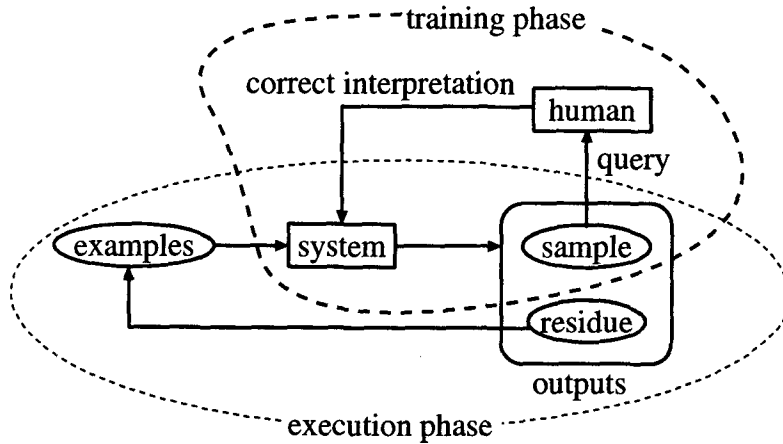 training phase
correct interpretation
human
query
examples
system
sample
residue
outputs
execution phase